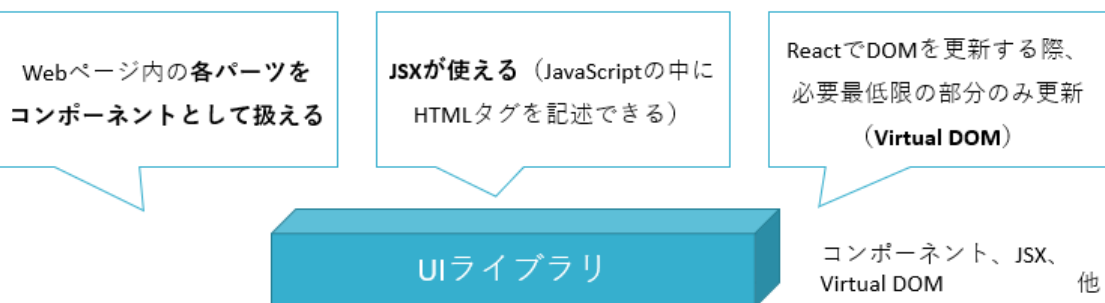 Webページ内の各パーツを
コンポーネントとして扱える
JSXが使える（JavaScriptの中に
HTMLタグを記述できる）
ReactでDOMを更新する際、
必要最低限の部分のみ更新
（Virtual DOM）
UIライブラリ
コンポーネント、JSX、
Virtual DOM 他